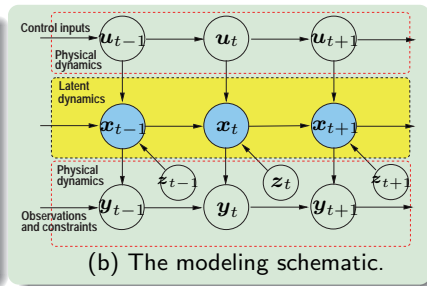 Control inputs
u_{t-1} u_t u_{t+1}
Physical
dynamics
Latent
dynamics
x_{t-1} x_t x_{t+1}
Physical
dynamics
z_{t-1} z_t z_{t+1}
y_{t-1} y_t y_{t+1}
Observations
and constraints
(b) The modeling schematic.